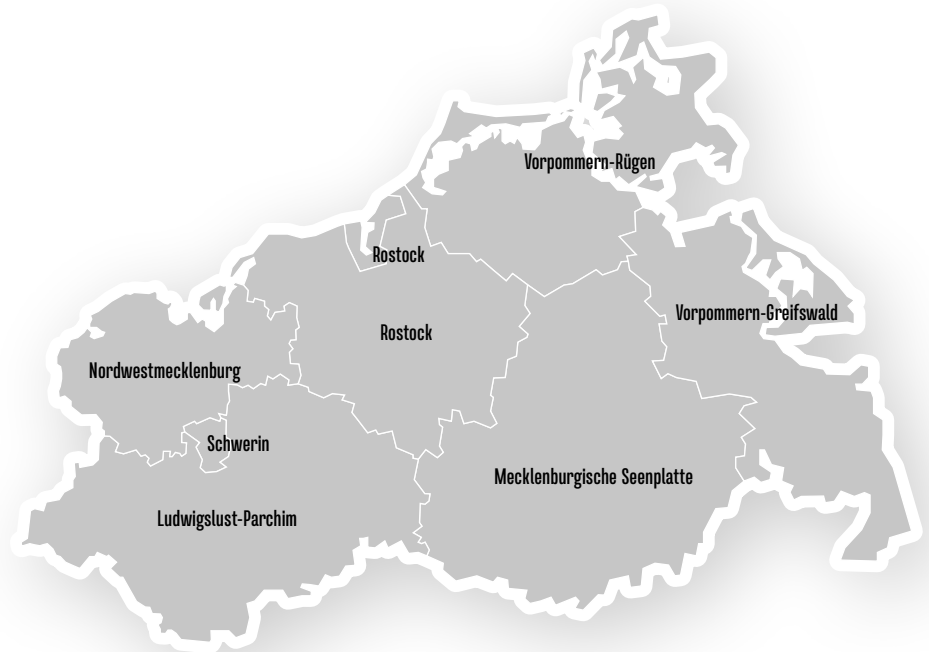 Vorpommern-Rügen
Rostock
Vorpommern-Greifswald
Rostock
Nordwestmecklenburg
Schwerin
Mecklenburgische Seenplatte
Ludwigslust-Parchim